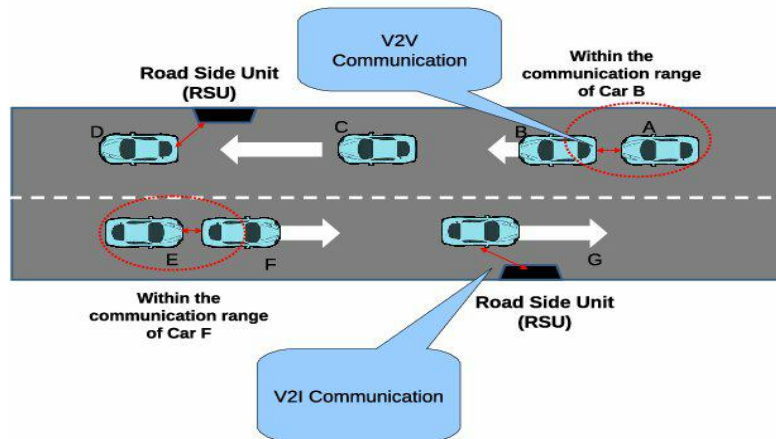 V2V
Communication
Within the
communication range
of Car B
Road Side Unit
(RSU)
D
C
B
A
E
F
G
Within the
communication range
of Car F
Road Side Unit
(RSU)
V2I Communication